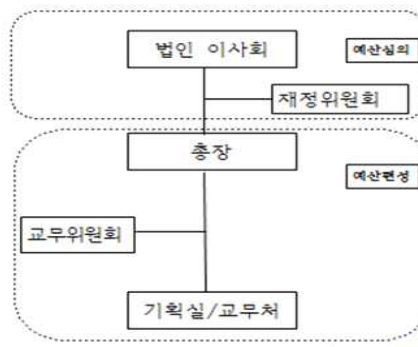 법인 이사회
예산심의
재정위원회
총장
예산편성
교무위원회
기획실/교무처